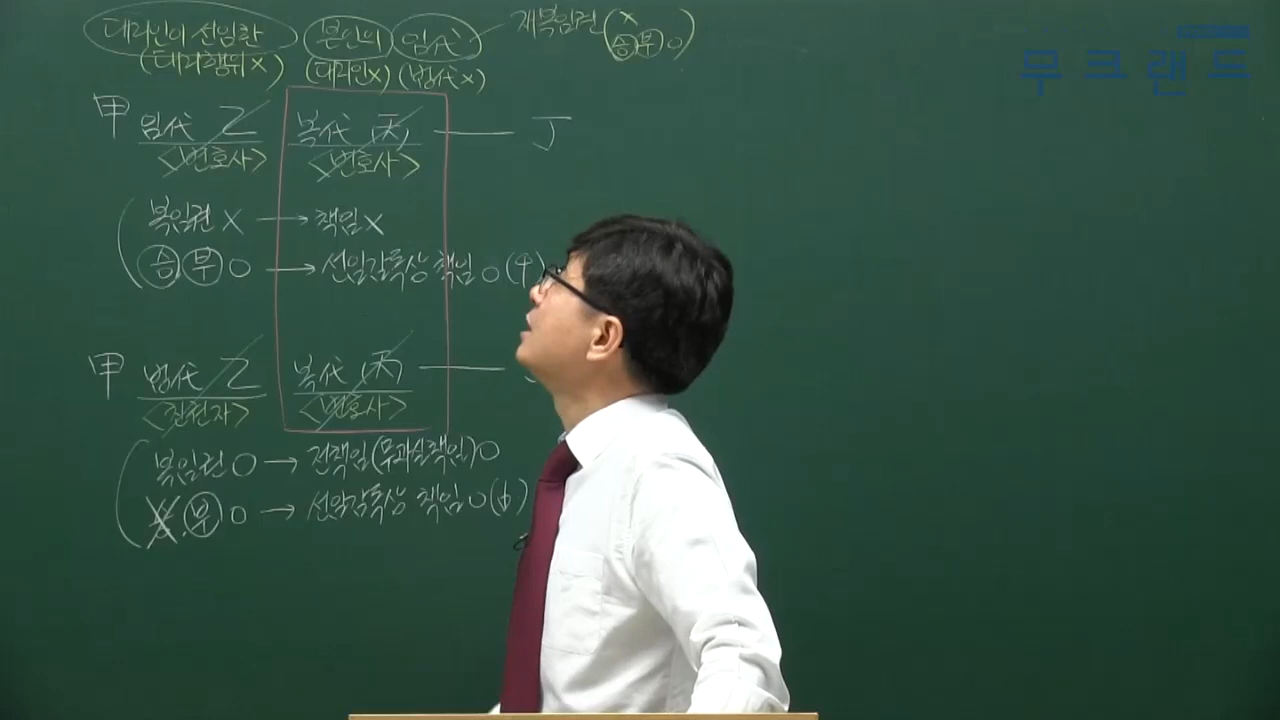 대리인이 선임한 본인의 임代 재복임권 (x
(대리행위x) (대리인x) (법代x) 승 부 o)
무크랜드
甲 임代 乙 복代 (丙) 丁
<변호사> <변호사>
복임권 x → 책임x
승 부 o → 선임감독상 책임 o
甲 법代 乙 복代 (丙)
<친권자> <변호사>
복임권 o → 전책임(무과실책임) o
부 o → 선임감독상 책임 o